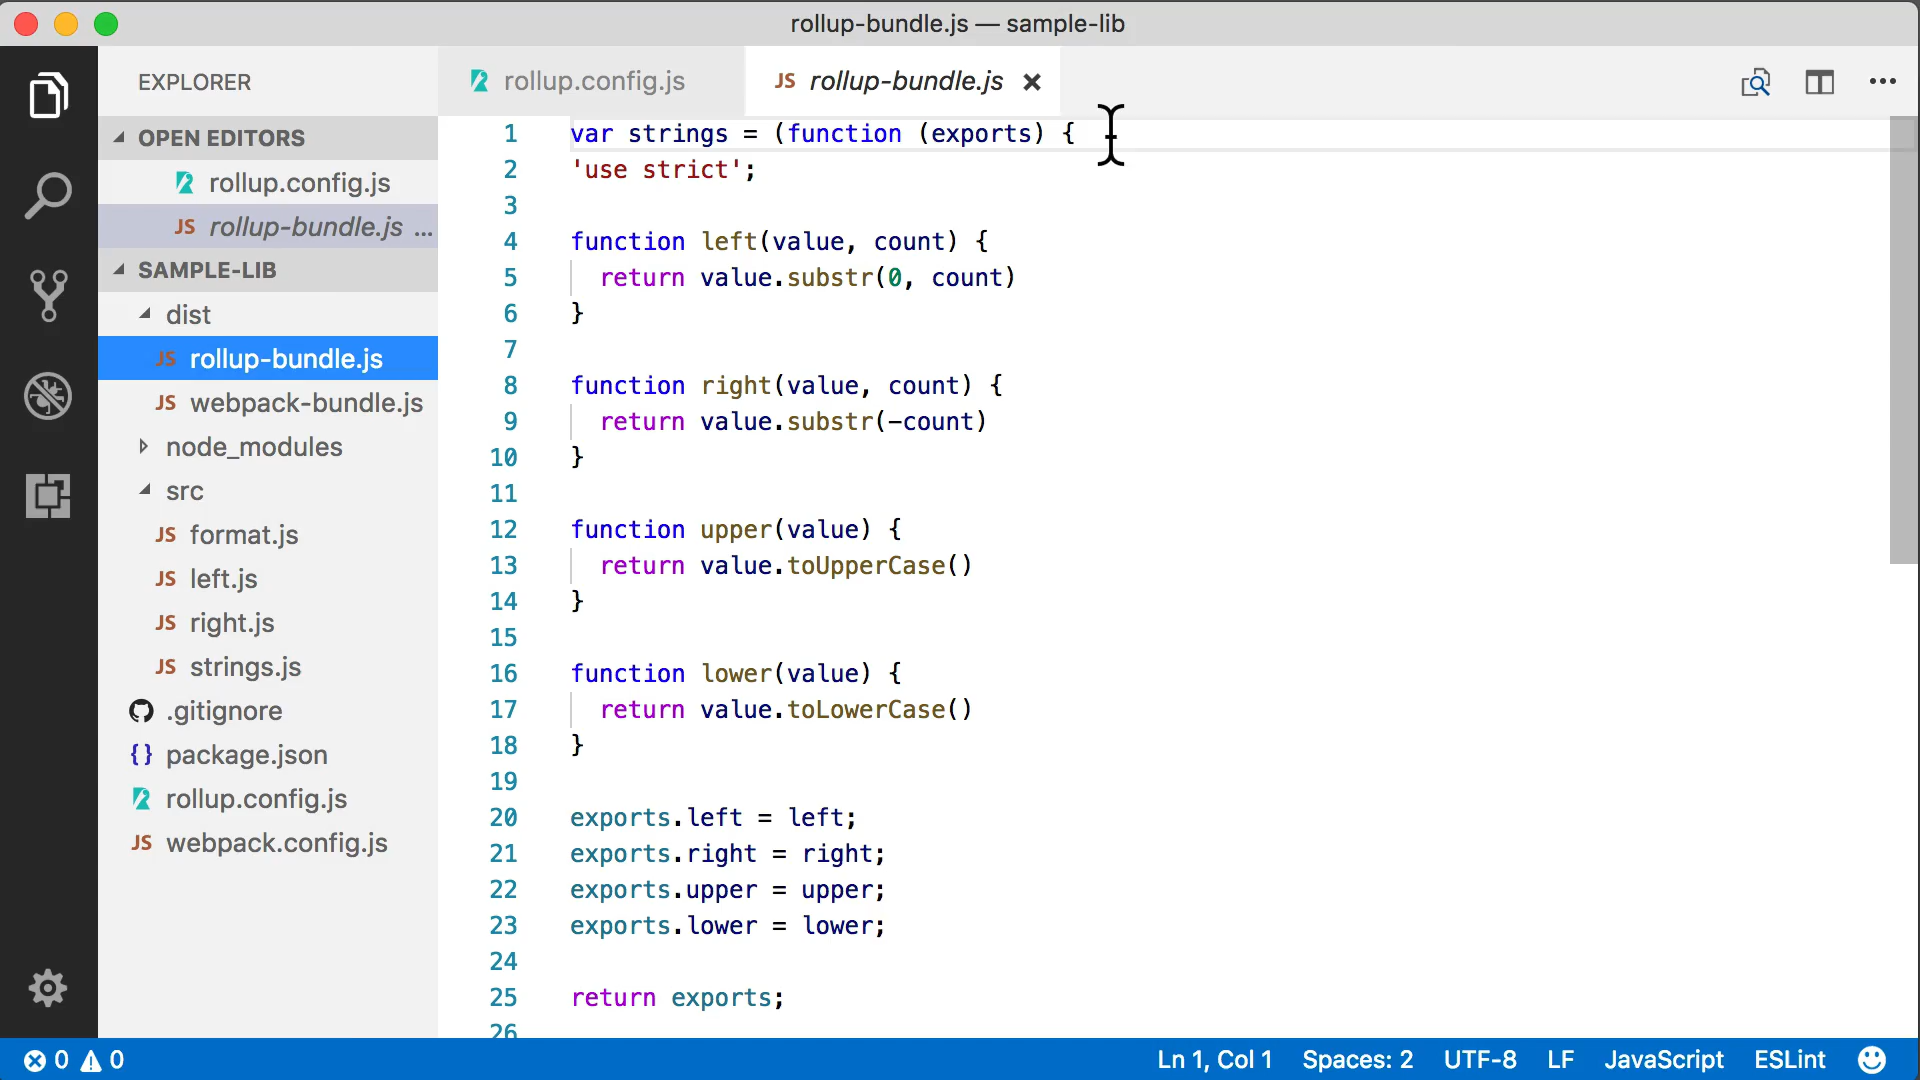 rollup-bundle.js — sample-lib
EXPLORER
OPEN EDITORS
rollup.config.js
JS rollup-bundle.js ...
SAMPLE-LIB
dist
JS rollup-bundle.js
JS webpack-bundle.js
node_modules
src
JS format.js
JS left.js
JS right.js
JS strings.js
.gitignore
{} package.json
rollup.config.js
JS webpack.config.js
rollup.config.js
JS rollup-bundle.js
1 var strings = (function (exports) {
2 'use strict';
3
4 function left(value, count) {
5 return value.substr(0, count)
6 }
7
8 function right(value, count) {
9 return value.substr(-count)
10 }
11
12 function upper(value) {
13 return value.toUpperCase()
14 }
15
16 function lower(value) {
17 return value.toLowerCase()
18 }
19
20 exports.left = left;
21 exports.right = right;
22 exports.upper = upper;
23 exports.lower = lower;
24
25 return exports;
26
0 0 Ln 1, Col 1 Spaces: 2 UTF-8 LF JavaScript ESLint